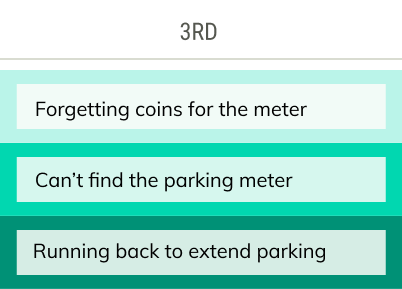 3RD
Forgetting coins for the meter
Can’t find the parking meter
Running back to extend parking